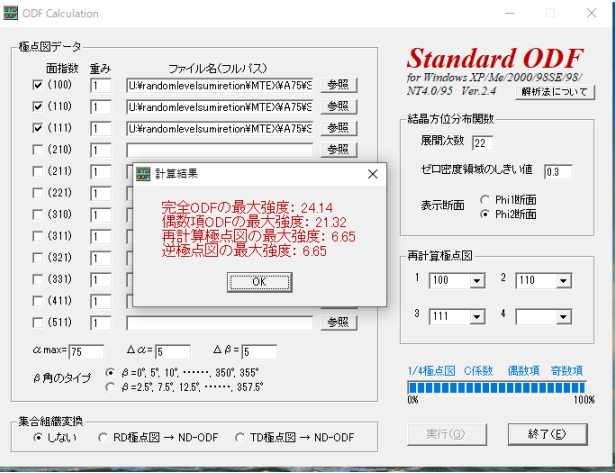 STD ODF ODF Calculation
極点図データ
面指数 重み ファイル名(フルパス)
(100) 1 U:¥randomlevelsumiretion¥MTEX¥A75¥S 参照
(110) 1 U:¥randomlevelsumiretion¥MTEX¥A75¥S 参照
(111) 1 U:¥randomlevelsumiretion¥MTEX¥A75¥S 参照
(210) 1 参照
(211) 1
(221) 1
(310) 1
(311) 1
(321) 1
(331) 1
(411) 1
(511) 1 参照
αmax= 75 Δα= 5 Δβ= 5
β角のタイプ β=0°, 5°, 10°, ‥‥‥, 350°, 355°
β=2.5°, 7.5°, 12.5°, ‥‥‥, 357.5°
集合組織変換
しない RD極点図 → ND-ODF TD極点図 → ND-ODF
Standard ODF
for Windows XP/Me/2000/98SE/98/
NT4.0/95 Ver.2.4 解析法について
結晶方位分布関数
展開次数 22
ゼロ密度領域のしきい値 0.3
表示断面 Phi1断面
Phi2断面
再計算極点図
1 100 2 110
3 111 4
1/4極点図 C係数 偶数項 奇数項
0% 100%
実行(G) 終了(E)
STD ODF 計算結果
完全ODFの最大強度: 24.14
偶数項ODFの最大強度: 21.32
再計算極点図の最大強度: 6.65
逆極点図の最大強度: 6.65
OK